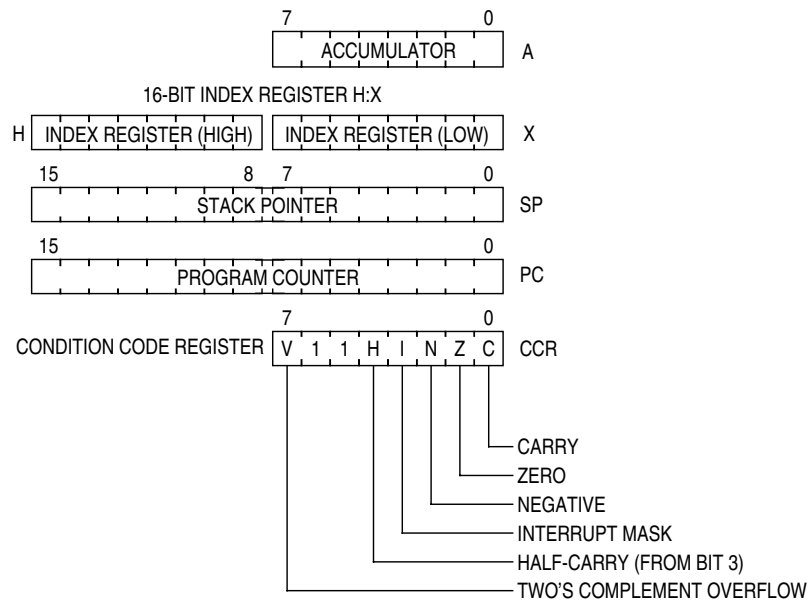 7 0
ACCUMULATOR A
16-BIT INDEX REGISTER H:X
H INDEX REGISTER (HIGH) INDEX REGISTER (LOW) X
15 8 7 0
STACK POINTER SP
15 0
PROGRAM COUNTER PC
7 0
CONDITION CODE REGISTER V 1 1 H I N Z C CCR
CARRY
ZERO
NEGATIVE
INTERRUPT MASK
HALF-CARRY (FROM BIT 3)
TWO'S COMPLEMENT OVERFLOW